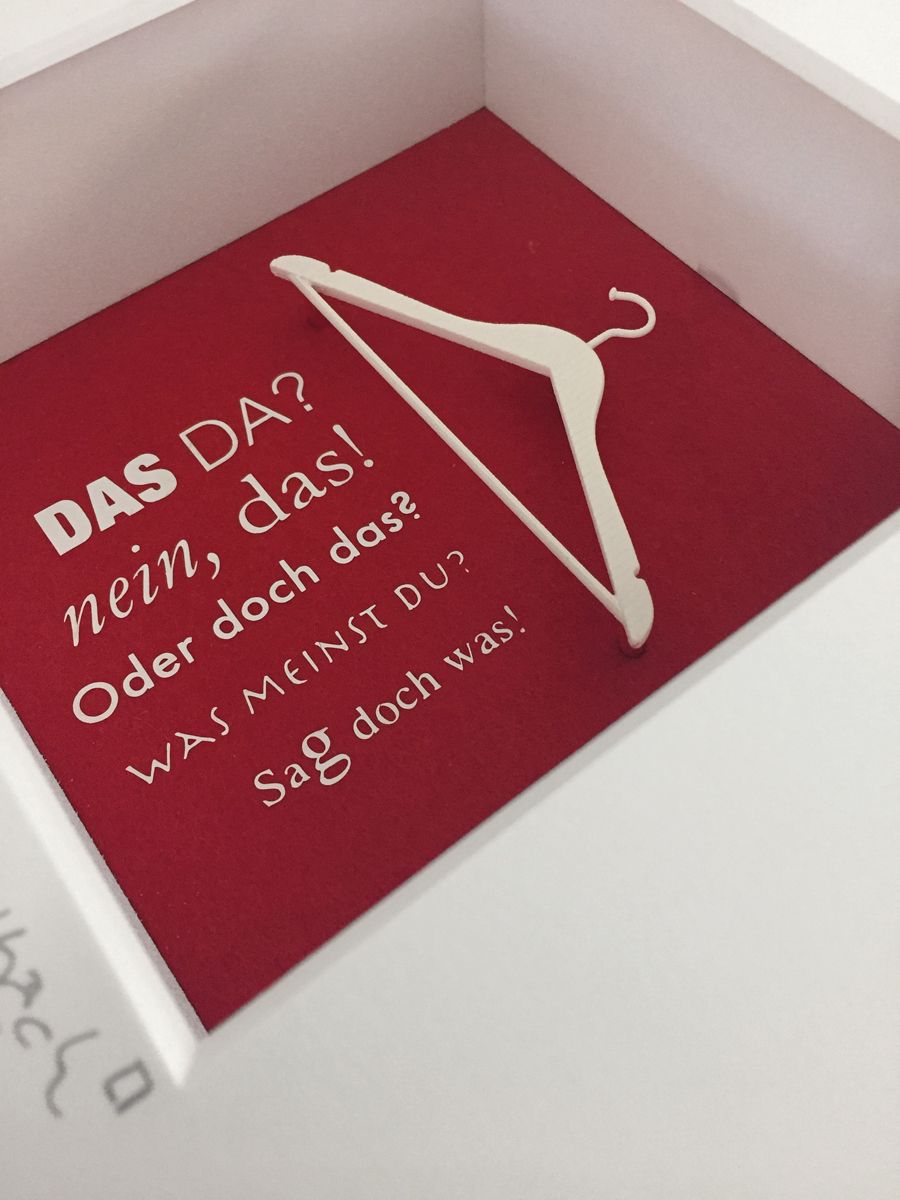 DAS DA?
nein, das!
Oder doch das?
WAS MEINST DU?
Sag doch was!